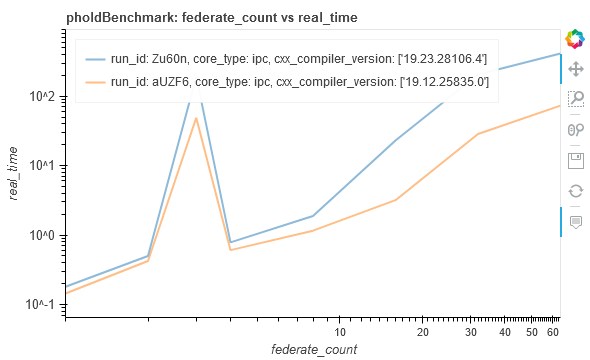 pholdBenchmark: federate_count vs real_time
run_id: Zu60n, core_type: ipc, cxx_compiler_version: ['19.23.28106.4']
run_id: aUZF6, core_type: ipc, cxx_compiler_version: ['19.12.25835.0']
10^2
10^1
10^0
10^-1
real_time
10 20 30 40 50 60
federate_count